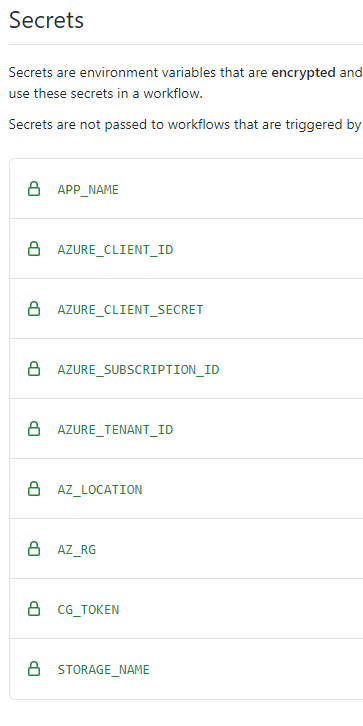 Secrets
Secrets are environment variables that are encrypted and
use these secrets in a workflow.
Secrets are not passed to workflows that are triggered by
APP_NAME
AZURE_CLIENT_ID
AZURE_CLIENT_SECRET
AZURE_SUBSCRIPTION_ID
AZURE_TENANT_ID
AZ_LOCATION
AZ_RG
CG_TOKEN
STORAGE_NAME